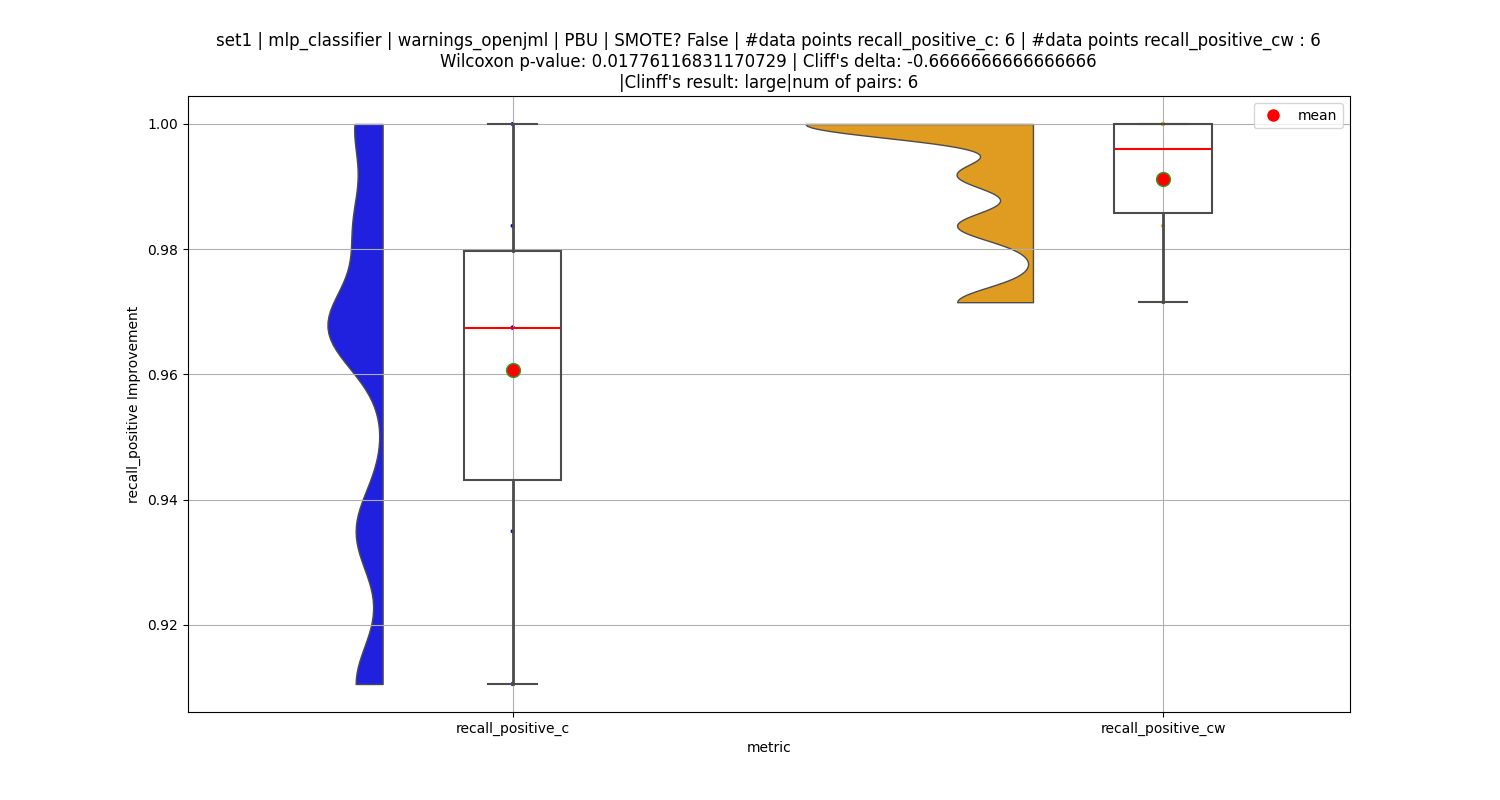 set1 | mlp_classifier | warnings_openjml | PBU | SMOTE? False | #data points recall_positive_c: 6 | #data points recall_positive_cw : 6
Wilcoxon p-value: 0.01776116831170729 | Cliff's delta: -0.6666666666666666
|Clinff's result: large|num of pairs: 6
mean
1.00
0.98
0.96
0.94
0.92
recall_positive Improvement
recall_positive_c
recall_positive_cw
metric